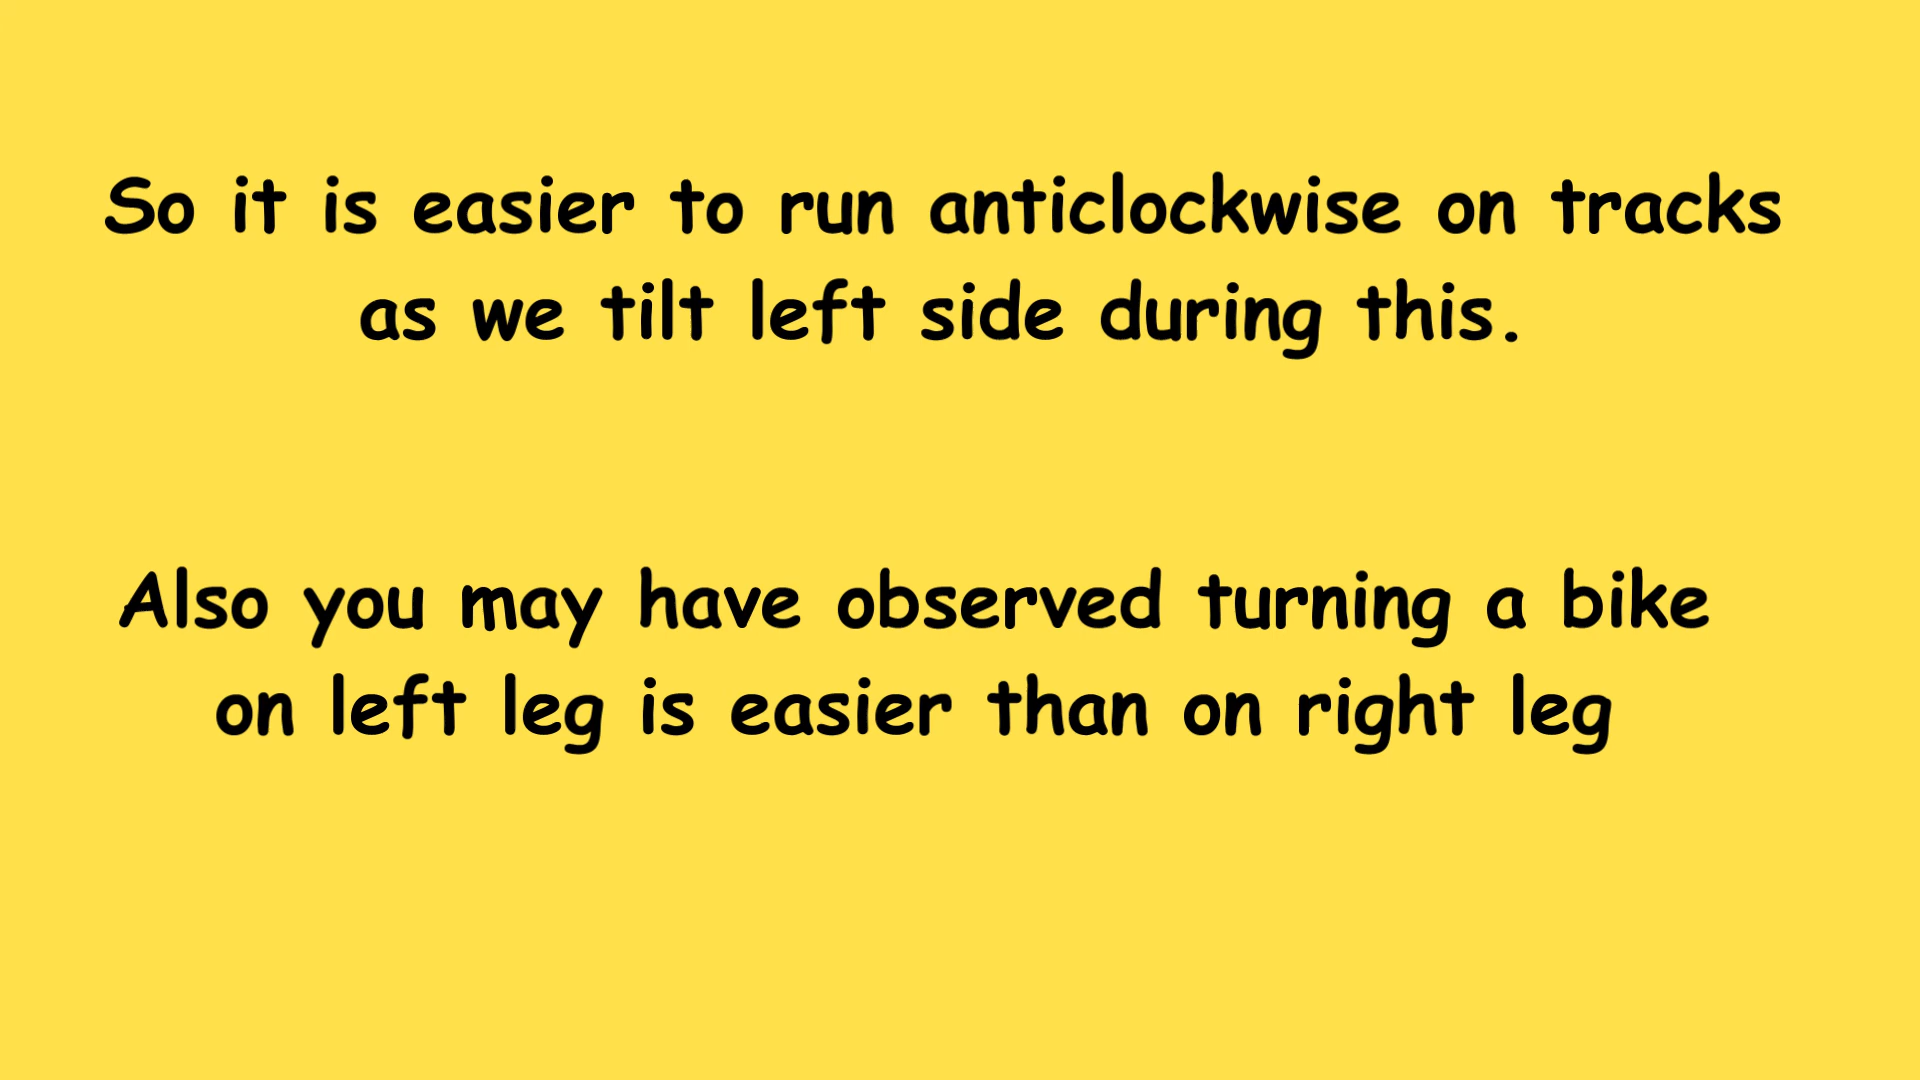 So it is easier to run anticlockwise on tracks
as we tilt left side during this.
Also you may have observed turning a bike
on left leg is easier than on right leg